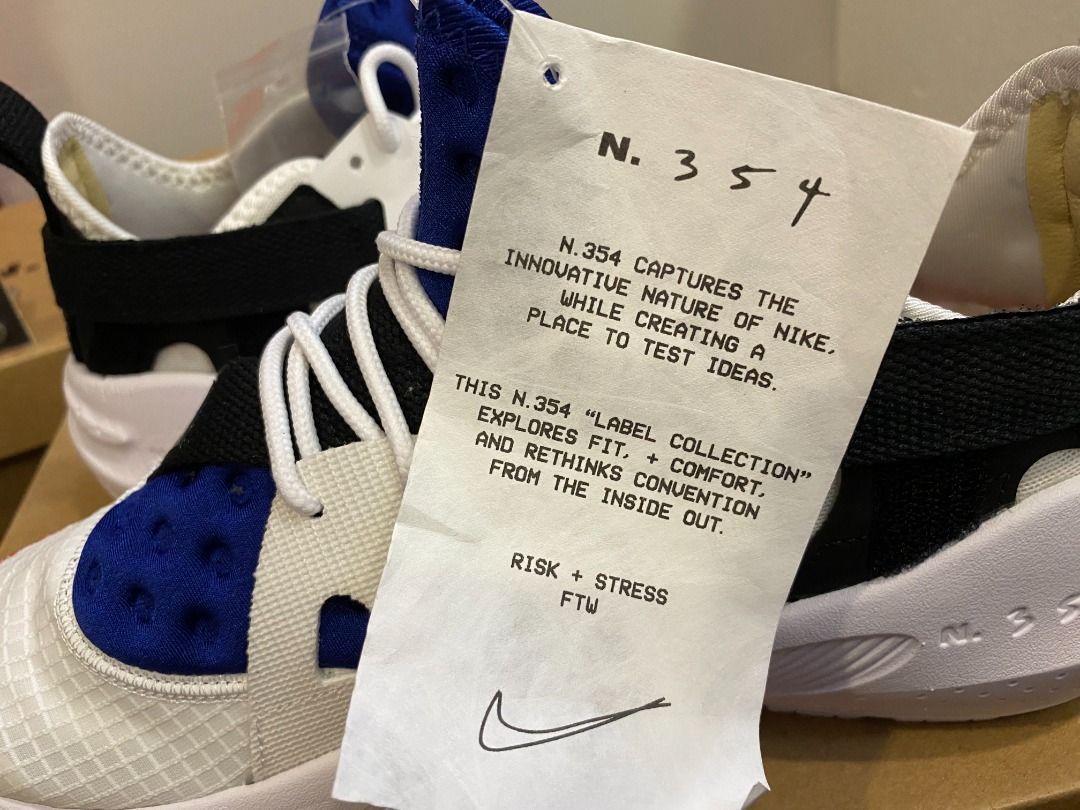 N. 354
N.354 CAPTURES THE
INNOVATIVE NATURE OF NIKE,
WHILE CREATING A
PLACE TO TEST IDEAS.
THIS N.354 “LABEL COLLECTION”
EXPLORES FIT, + COMFORT,
AND RETHINKS CONVENTION
FROM THE INSIDE OUT.
RISK + STRESS
FTW
N. 35